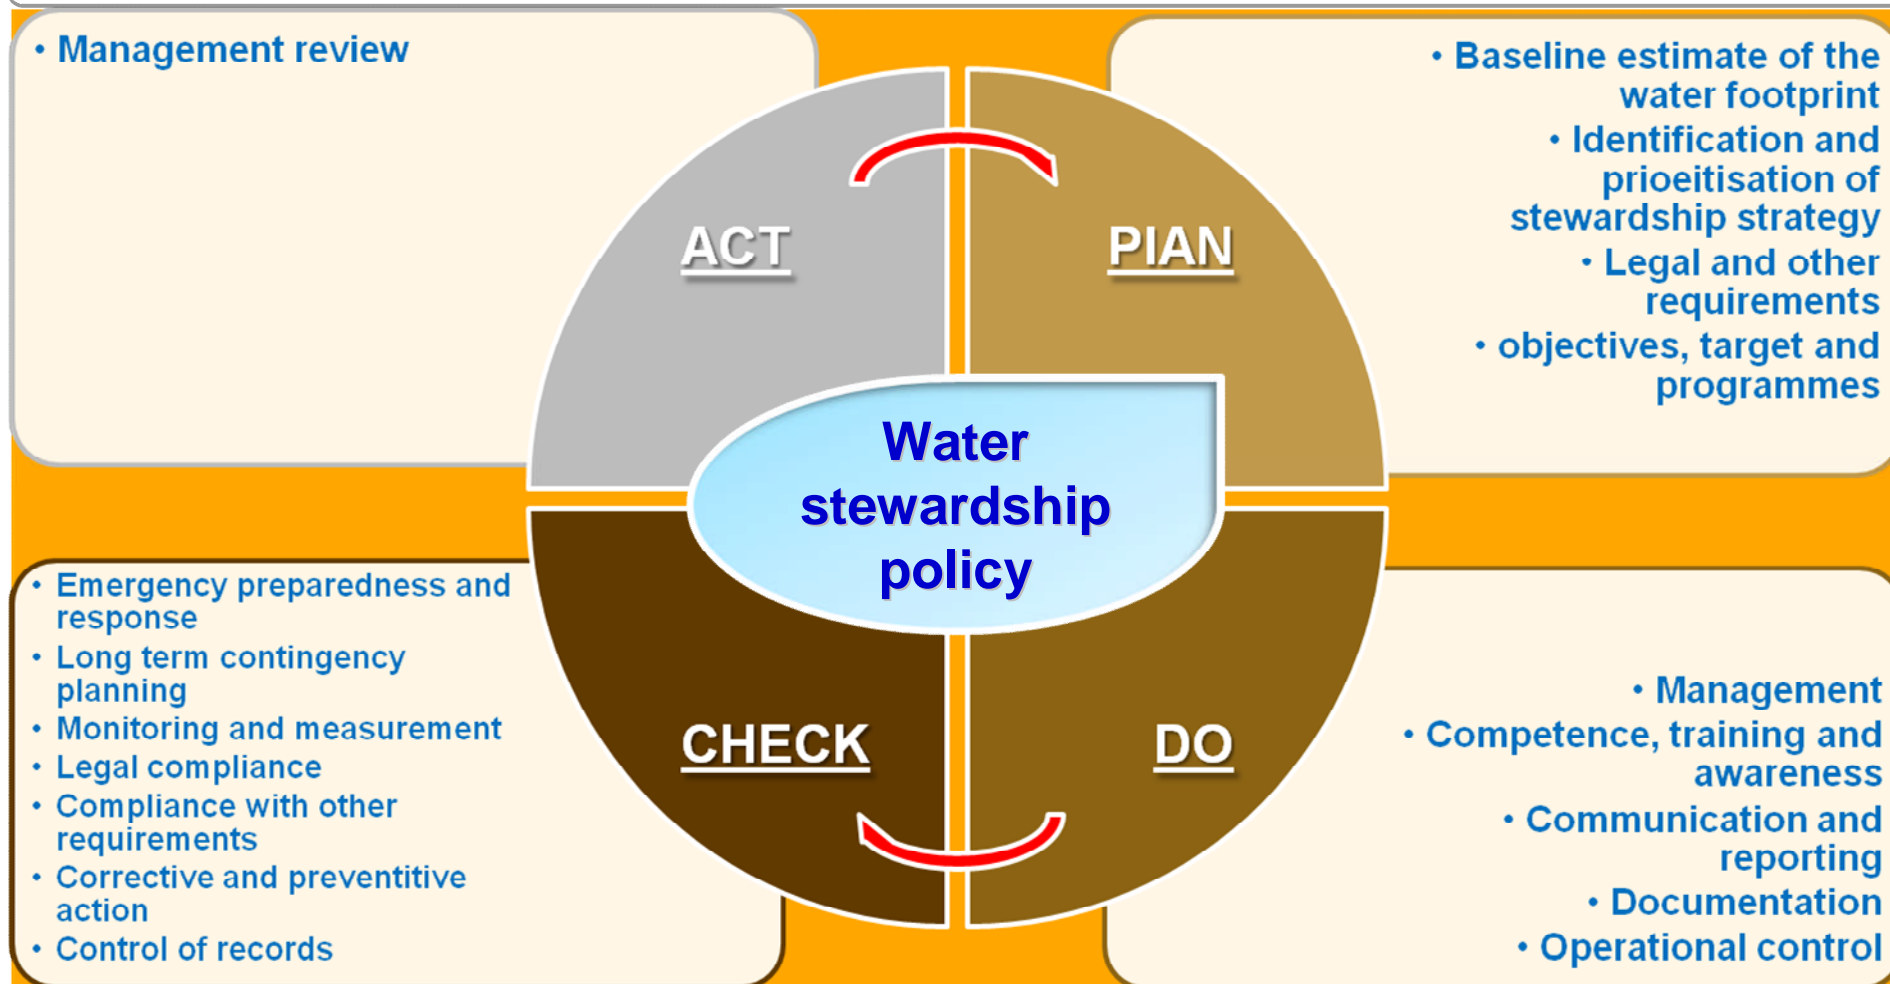 • Management review
• Baseline estimate of the
water footprint
• Identification and
prioeitisation of
stewardship strategy
• Legal and other
requirements
• objectives, target and
programmes
ACT
PIAN
Water
stewardship
policy
CHECK
DO
• Emergency preparedness and
response
• Long term contingency
planning
• Monitoring and measurement
• Legal compliance
• Compliance with other
requirements
• Corrective and preventitive
action
• Control of records
• Management
• Competence, training and
awareness
• Communication and
reporting
• Documentation
• Operational control